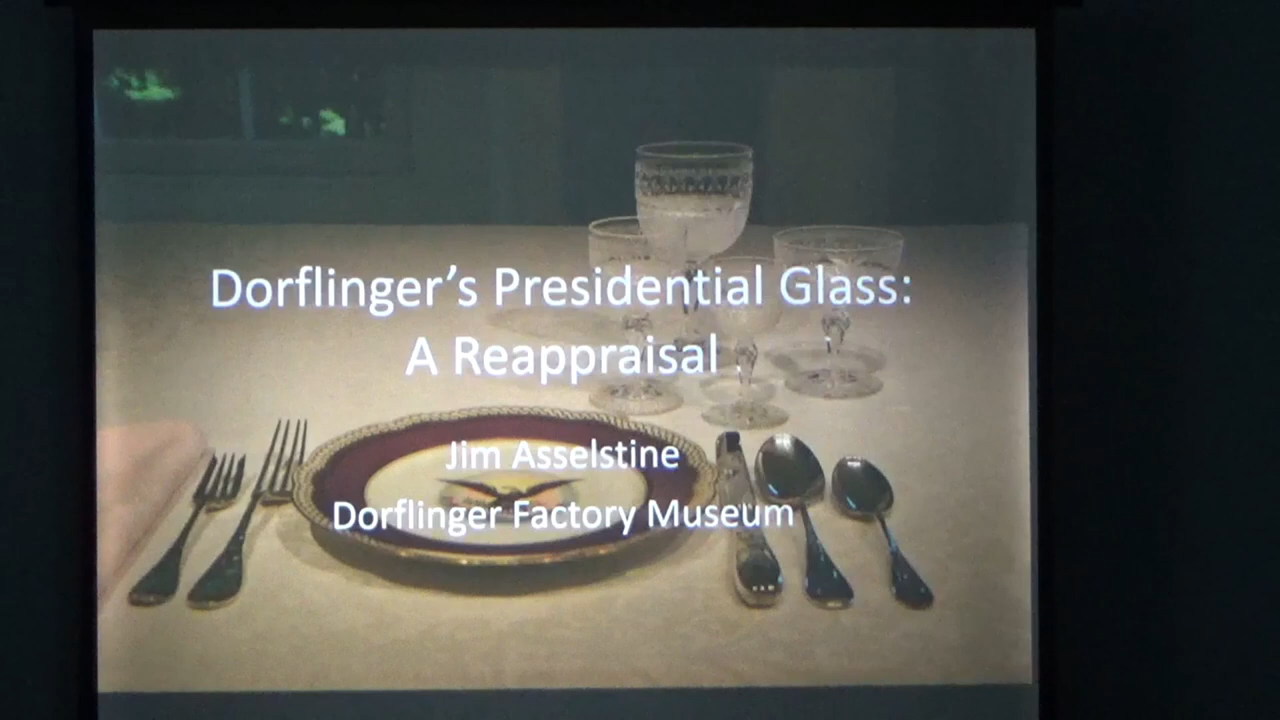 Dorflinger's Presidential Glass:
A Reappraisal
Jim Asselstine
Dorflinger Factory Museum